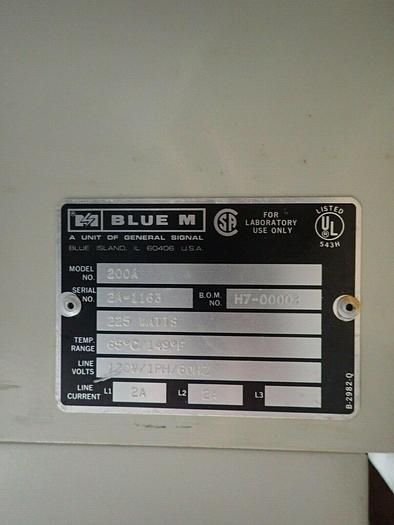 BLUE M
A UNIT OF GENERAL SIGNAL
BLUE ISLAND, IL 60406 U.S.A.
SA
FOR
LABORATORY
USE ONLY
LISTED
UL
543H
MODEL
NO. 200A
SERIAL
NO. 2A-1163 B.O.M.
NO. H7-00003
225 WATTS
TEMP.
RANGE 65°C/149°F
LINE
VOLTS 120V/1PH/60HZ
LINE
CURRENT L1 2A L2 2A L3
B-2982-Q